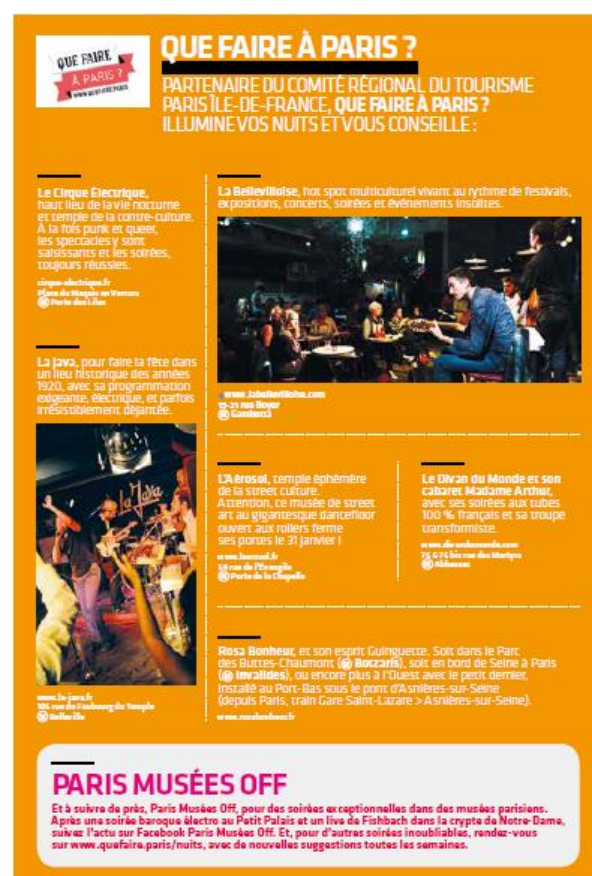 QUE FAIRE
À PARIS ?
QUE FAIRE À PARIS ?
PARTENAIRE DU COMITÉ RÉGIONAL DU TOURISME
PARIS ÎLE-DE-FRANCE, QUE FAIRE À PARIS ?
ILLUMINE VOS NUITS ET VOUS CONSEILLE :
Le Cirque Électrique,
haut lieu de la vie nocturne
et temple de la contre-culture.
À la fois punk et queer,
les spectacles y sont
saisissants et les soirées,
toujours réussies.
cirque-electrique.fr
Place du Maquis du Vercors
M Porte des Lilas
La Java, pour faire la fête dans
un lieu historique des années
1920, avec sa programmation
exigeante, électrique, et parfois
irrésistiblement déjantée.
La Java
www.la-java.fr
105 rue du Faubourg du Temple
M Belleville
La Bellevilloise, hot spot multiculturel vivant au rythme de festivals,
expositions, concerts, soirées et événements insolites.
www.labellevilloise.com
19-21 rue Boyer
M Gambetta
L'Aérosol, temple éphémère
de la street culture.
Attention, ce musée de street
art au gigantesque dancefloor
ouvert aux rollers ferme
ses portes le 31 janvier !
www.laerosol.fr
54 rue de l'Évangile
M Porte de la Chapelle
Le Divan du Monde et son
cabaret Madame Arthur,
avec ses soirées aux tubes
100 % français et sa troupe
transformiste.
www.divandumonde.com
75 & 75 bis rue des Martyrs
M Abbesses
Rosa Bonheur, et son esprit Guinguette. Soit dans le Parc
des Buttes-Chaumont (M Botzaris), soit en bord de Seine à Paris
(M Invalides), ou encore plus à l'Ouest avec le petit dernier,
installé au Port-Bas sous le pont d'Asnières-sur-Seine
(depuis Paris, train Gare Saint-Lazare > Asnières-sur-Seine).
www.rosabonheur.fr
PARIS MUSÉES OFF
Et à suivre de près, Paris Musées Off, pour des soirées exceptionnelles dans des musées parisiens.
Après une soirée baroque électro au Petit Palais et un live de Fishbach dans la crypte de Notre-Dame,
suivez l'actu sur Facebook Paris Musées Off. Et, pour d'autres soirées inoubliables, rendez-vous
sur www.quefaire.paris/nuits, avec de nouvelles suggestions toutes les semaines.